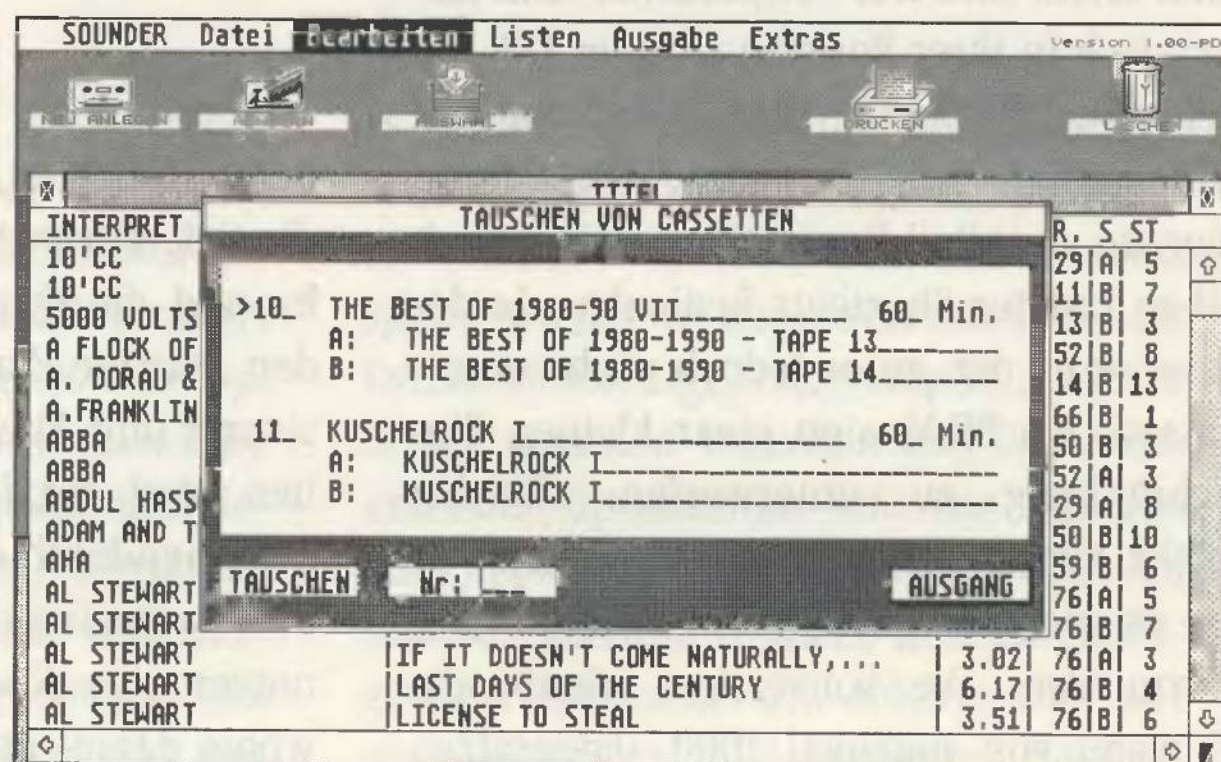 SOUNDER Datei Bearbeiten Listen Ausgabe Extras Version 1.00-PD
NEU ANLEGEN AUSWAHL DRUCKEN LÖSCHEN
TITEL
INTERPRET
10'CC
10'CC
5000 VOLTS
A FLOCK OF
A. DORAU &
A.FRANKLIN
ABBA
ABBA
ABDUL HASS
ADAM AND T
AHA
AL STEWART
AL STEWART
TAUSCHEN VON CASSETTEN
>10_ THE BEST OF 1980-90 VII__________ 60_ Min.
A: THE BEST OF 1980-1990 - TAPE 13________
B: THE BEST OF 1980-1990 - TAPE 14________
11_ KUSCHELROCK ______________________ 60_ Min.
A: KUSCHELROCK I__________________________
B: KUSCHELROCK I__________________________
TAUSCHEN Nr: ___ AUSGANG
R. S ST
29|A| 5
11|B| 7
13|B| 3
52|B| 8
14|B|13
66|B| 1
50|B| 3
52|A| 3
29|A| 8
50|B|10
59|B| 6
76|A| 5
76|B| 7
AL STEWART |IF IT DOESN'T COME NATURALLY,... | 3.02| 76|A| 3
AL STEWART |LAST DAYS OF THE CENTURY | 6.17| 76|B| 4
AL STEWART |LICENSE TO STEAL | 3.51| 76|B| 6